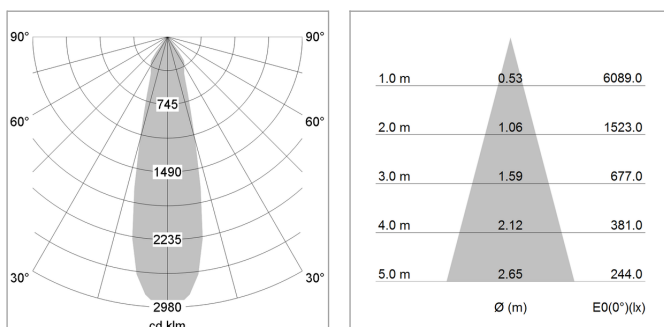 90° 90°
745
60° 60°
1490
2235
30° 30°
2980
cd klm
1.0 m 0.53 6089.0
2.0 m 1.06 1523.0
3.0 m 1.59 677.0
4.0 m 2.12 381.0
5.0 m 2.65 244.0
Ø (m) E0(0°)(lx)